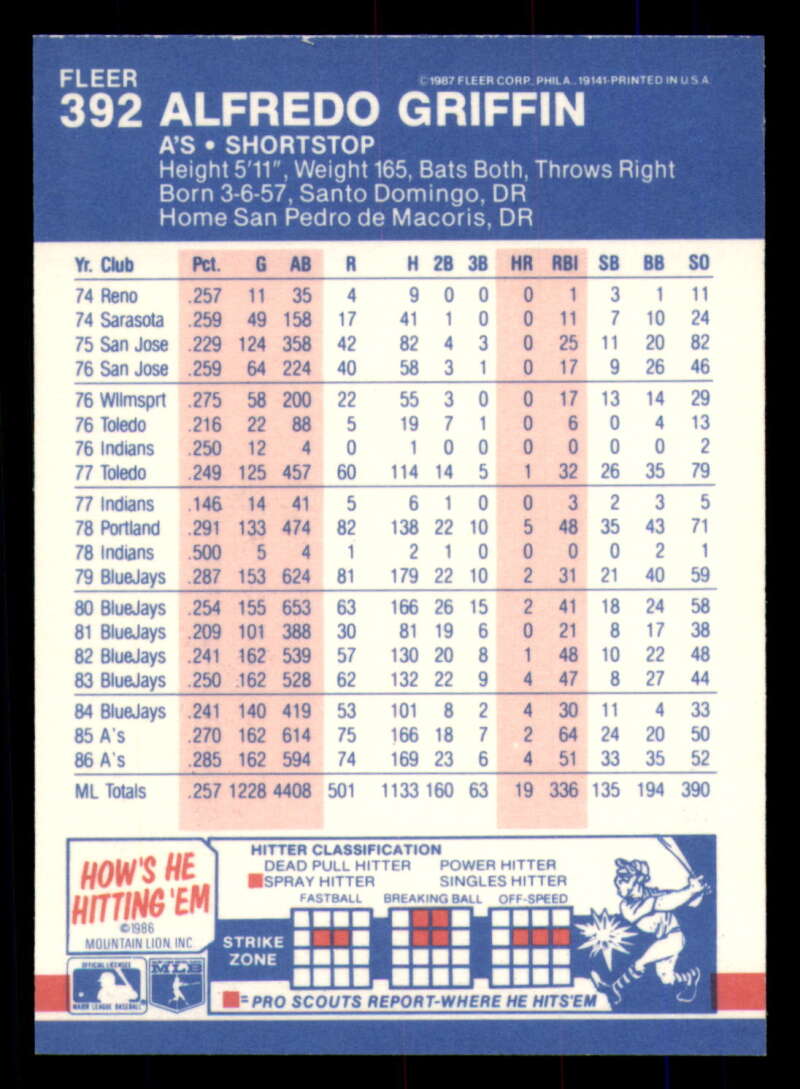 FLEER
©1987 FLEER CORP. PHILA., 19141-PRINTED IN U.S.A.
392 ALFREDO GRIFFIN
A'S • SHORTSTOP
Height 5'11", Weight 165, Bats Both, Throws Right
Born 3-6-57, Santo Domingo, DR
Home San Pedro de Macoris, DR
Yr. Club Pct. G AB R H 2B 3B HR RBI SB BB SO
74 Reno .257 11 35 4 9 0 0 0 1 3 1 11
74 Sarasota .259 49 158 17 41 1 0 0 11 7 10 24
75 San Jose .229 124 358 42 82 4 3 0 25 11 20 82
76 San Jose .259 64 224 40 58 3 1 0 17 9 26 46
76 Wllmsprt .275 58 200 22 55 3 0 0 17 13 14 29
76 Toledo .216 22 88 5 19 7 1 0 6 0 4 13
76 Indians .250 12 4 0 1 0 0 0 0 0 0 2
77 Toledo .249 125 457 60 114 14 5 1 32 26 35 79
77 Indians .146 14 41 5 6 1 0 0 3 2 3 5
78 Portland .291 133 474 82 138 22 10 5 48 35 43 71
78 Indians .500 5 4 1 2 1 0 0 0 0 2 1
79 BlueJays .287 153 624 81 179 22 10 2 31 21 40 59
80 BlueJays .254 155 653 63 166 26 15 2 41 18 24 58
81 BlueJays .209 101 388 30 81 19 6 0 21 8 17 38
82 BlueJays .241 162 539 57 130 20 8 1 48 10 22 48
83 BlueJays .250 162 528 62 132 22 9 4 47 8 27 44
84 BlueJays .241 140 419 53 101 8 2 4 30 11 4 33
85 A's .270 162 614 75 166 18 7 2 64 24 20 50
86 A's .285 162 594 74 169 23 6 4 51 33 35 52
ML Totals .257 1228 4408 501 1133 160 63 19 336 135 194 390
HOW'S HE
HITTING 'EM
©1986
MOUNTAIN LION INC.
HITTER CLASSIFICATION
DEAD PULL HITTER POWER HITTER
SPRAY HITTER SINGLES HITTER
FASTBALL BREAKING BALL OFF-SPEED
STRIKE
ZONE
= PRO SCOUTS REPORT-WHERE HE HITS 'EM
OFFICIAL LICENSEE
MAJOR LEAGUE BASEBALL
MLB